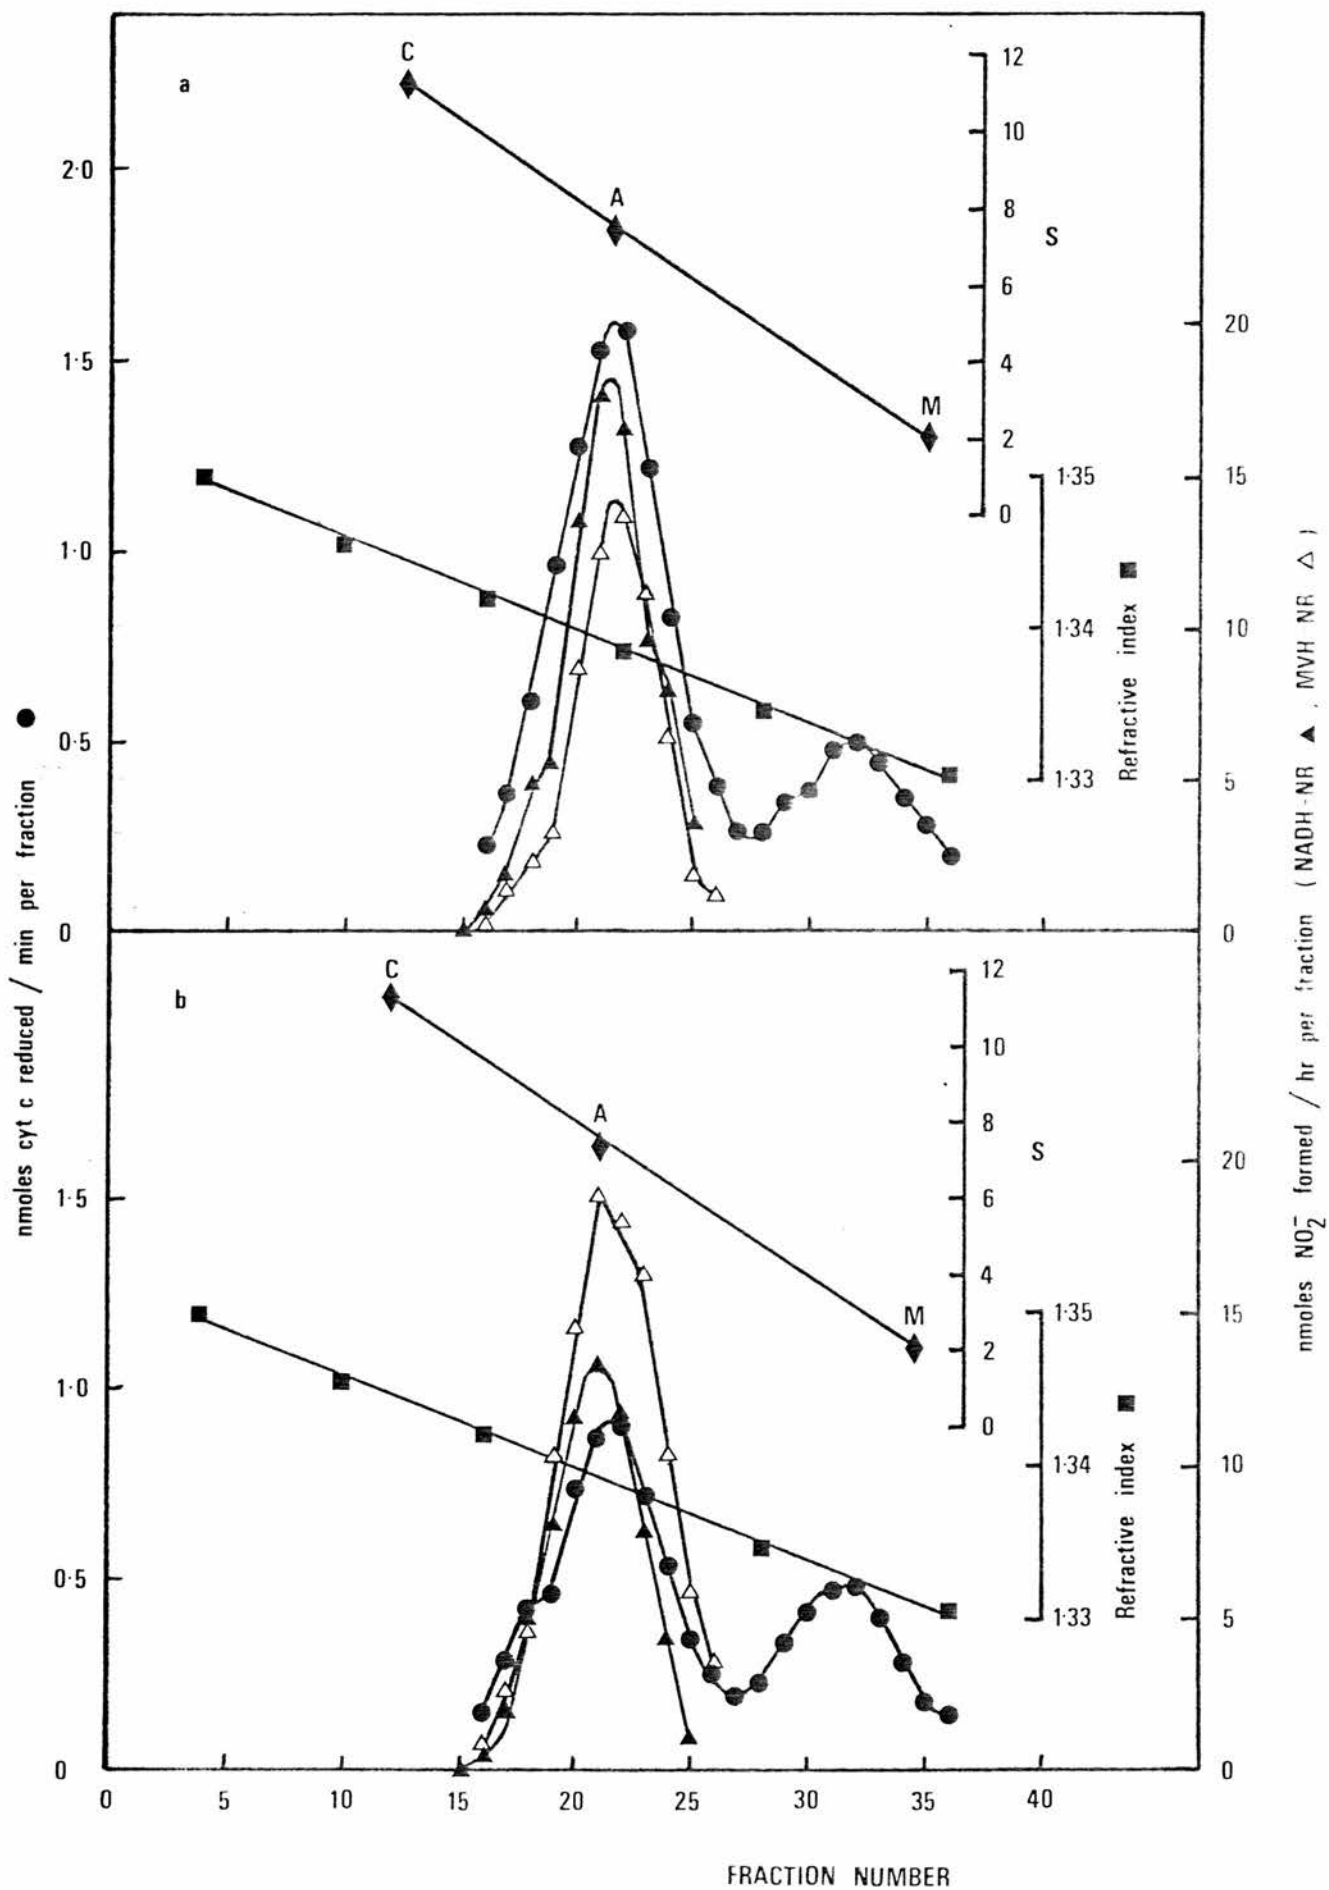 a
C
A
M
12
10
8
6
4
2
0
S
2·0
1·5
1·0
0·5
0
1·35
1·34
1·33
Refractive index ■
20
15
10
5
0
b
C
A
M
12
10
8
6
4
2
0
S
1·5
1·0
0·5
0
1·35
1·34
1·33
Refractive index ■
20
15
10
5
0
0 5 10 15 20 25 30 35 40
FRACTION NUMBER
nmoles cyt c reduced / min per fraction ●
nmoles NO₂⁻ formed / hr per fraction ( NADH-NR ▲ , MVH NR △ )